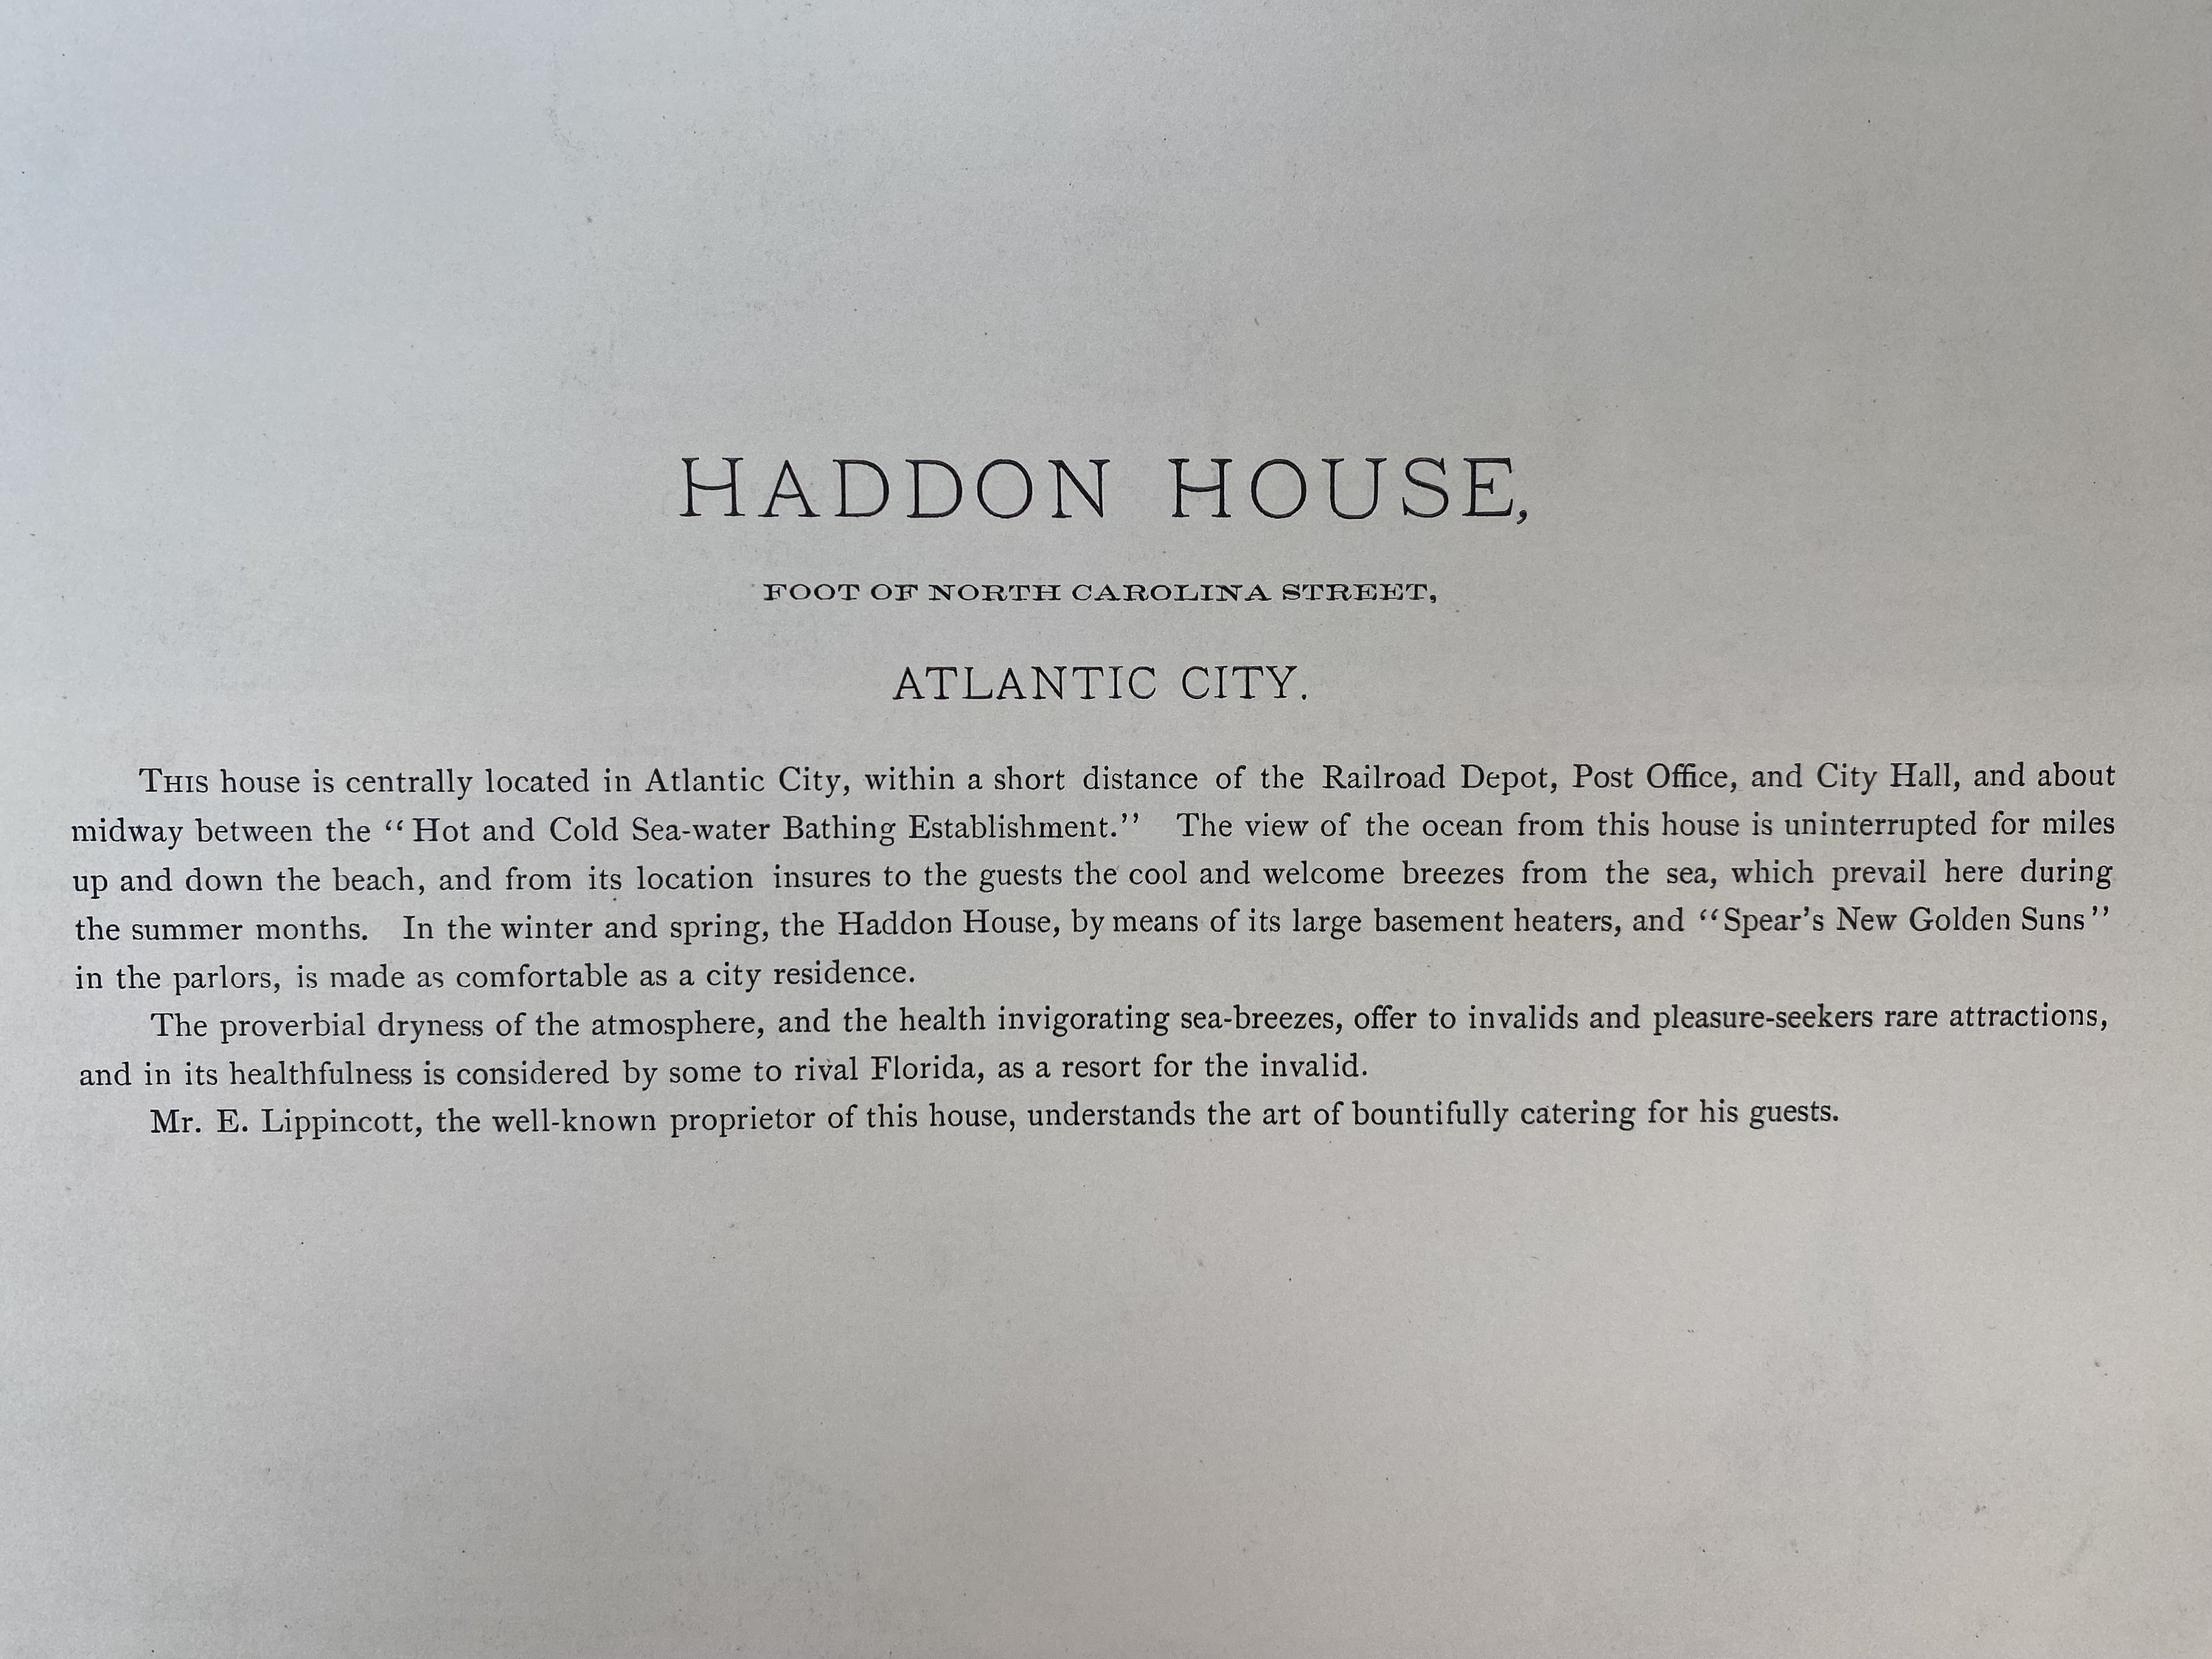 HADDON HOUSE,
FOOT OF NORTH CAROLINA STREET,
ATLANTIC CITY.
THIS house is centrally located in Atlantic City, within a short distance of the Railroad Depot, Post Office, and City Hall, and about
midway between the “Hot and Cold Sea-water Bathing Establishment.” The view of the ocean from this house is uninterrupted for miles
up and down the beach, and from its location insures to the guests the cool and welcome breezes from the sea, which prevail here during
the summer months. In the winter and spring, the Haddon House, by means of its large basement heaters, and “Spear’s New Golden Suns”
in the parlors, is made as comfortable as a city residence.
The proverbial dryness of the atmosphere, and the health invigorating sea-breezes, offer to invalids and pleasure-seekers rare attractions,
and in its healthfulness is considered by some to rival Florida, as a resort for the invalid.
Mr. E. Lippincott, the well-known proprietor of this house, understands the art of bountifully catering for his guests.